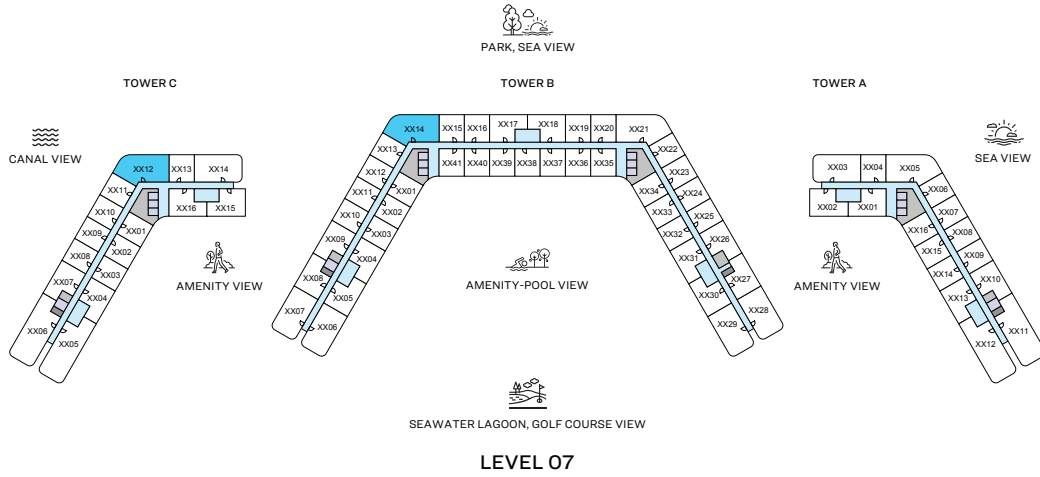 PARK, SEA VIEW
TOWER C
TOWER B
TOWER A
CANAL VIEW
SEA VIEW
XX12
XX13
XX14
XX11
XX10
XX09
XX08
XX07
XX06
XX05
XX04
XX03
XX02
XX01
XX16
XX15
AMENITY VIEW
XX14
XX15
XX16
XX17
XX18
XX19
XX20
XX21
XX13
XX12
XX11
XX10
XX09
XX08
XX07
XX06
XX05
XX04
XX03
XX02
XX01
XX41
XX40
XX39
XX38
XX37
XX36
XX35
XX22
XX23
XX24
XX25
XX26
XX27
XX28
XX29
XX30
XX31
XX32
XX33
XX34
AMENITY-POOL VIEW
XX03
XX04
XX05
XX02
XX01
XX06
XX07
XX08
XX09
XX10
XX11
XX12
XX13
XX14
XX15
XX16
AMENITY VIEW
SEAWATER LAGOON, GOLF COURSE VIEW
LEVEL 07